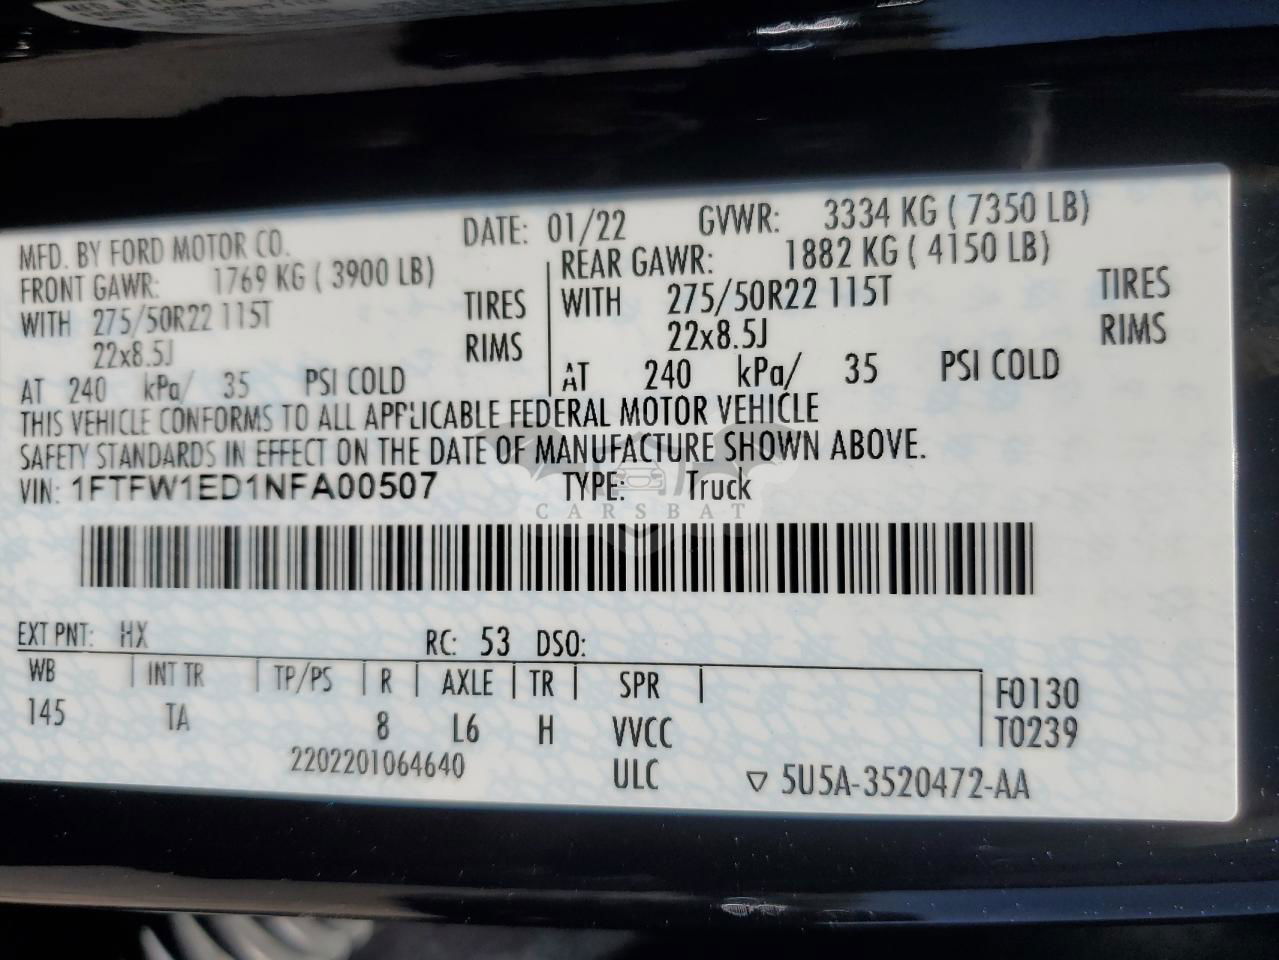 MFD. BY FORD MOTOR CO. DATE: 01/22 GVWR: 3334 KG ( 7350 LB)
FRONT GAWR: 1769 KG ( 3900 LB) REAR GAWR: 1882 KG ( 4150 LB)
WITH 275/50R22 115T TIRES WITH 275/50R22 115T TIRES
22x8.5J RIMS 22x8.5J RIMS
AT 240 kPa/ 35 PSI COLD AT 240 kPa/ 35 PSI COLD
THIS VEHICLE CONFORMS TO ALL APPLICABLE FEDERAL MOTOR VEHICLE
SAFETY STANDARDS IN EFFECT ON THE DATE OF MANUFACTURE SHOWN ABOVE.
VIN: 1FTFW1ED1NFA00507 TYPE: Truck
CARSBAT
EXT PNT: HX RC: 53 DSO:
WB INT TR TP/PS R AXLE TR SPR F0130
145 TA 8 L6 H VVCC T0239
2202201064640 ULC ▽ 5U5A-3520472-AA